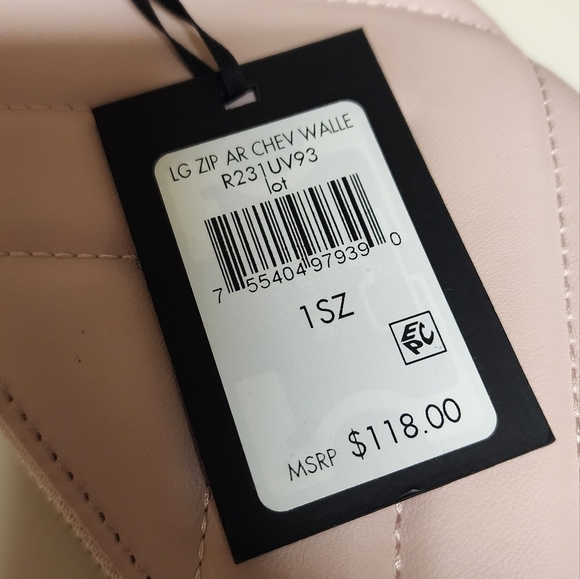 LG ZIP AR CHEV WALLE
R231UV93
lot
7 55404 97939 0
1SZ
EPC
MSRP $118.00